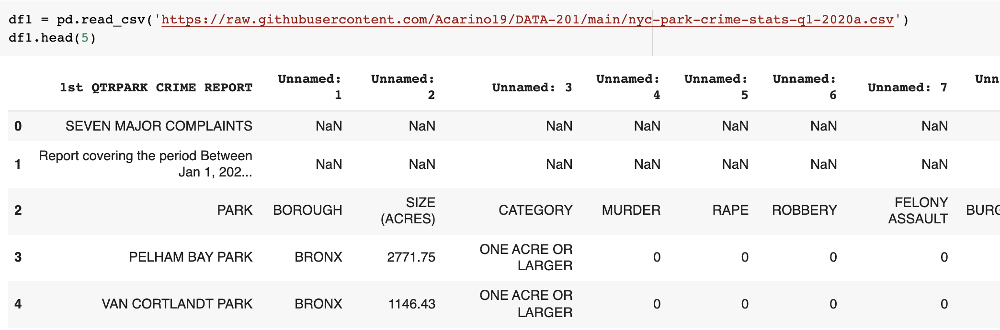 df1 = pd.read_csv('https://raw.githubusercontent.com/Acarino19/DATA-201/main/nyc-park-crime-stats-q1-2020a.csv')
df1.head(5)
1st QTRPARK CRIME REPORT Unnamed: 1 Unnamed: 2 Unnamed: 3 Unnamed: 4 Unnamed: 5 Unnamed: 6 Unnamed: 7 Unn
0 SEVEN MAJOR COMPLAINTS NaN NaN NaN NaN NaN NaN NaN
1 Report covering the period Between Jan 1, 202... NaN NaN NaN NaN NaN NaN NaN
2 PARK BOROUGH SIZE (ACRES) CATEGORY MURDER RAPE ROBBERY FELONY ASSAULT BURG
3 PELHAM BAY PARK BRONX 2771.75 ONE ACRE OR LARGER 0 0 0 0
4 VAN CORTLANDT PARK BRONX 1146.43 ONE ACRE OR LARGER 0 0 0 0